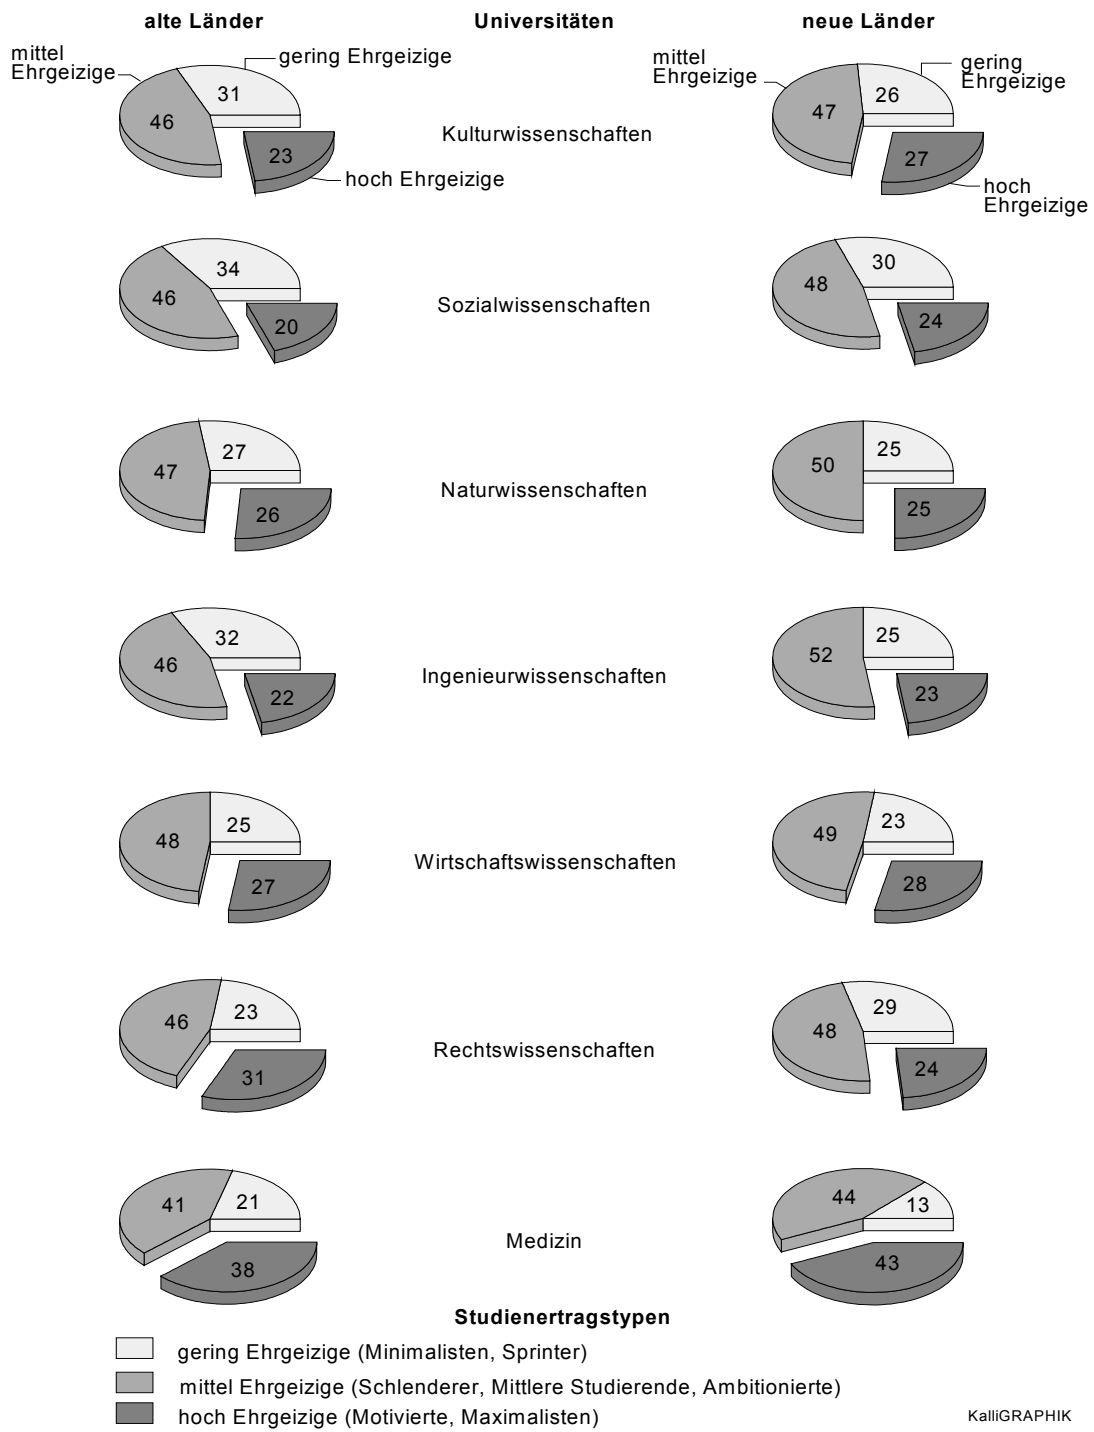 alte Länder Universitäten neue Länder
mittel
Ehrgeizige
gering Ehrgeizige
31
46
23
hoch Ehrgeizige
Kulturwissenschaften
mittel
Ehrgeizige
gering
Ehrgeizige
26
47
27
hoch
Ehrgeizige
34
46
20
Sozialwissenschaften
30
48
24
27
47
26
Naturwissenschaften
25
50
25
32
46
22
Ingenieurwissenschaften
25
52
23
25
48
27
Wirtschaftswissenschaften
23
49
28
23
46
31
Rechtswissenschaften
29
48
24
21
41
38
Medizin
13
44
43
Studienertragstypen
gering Ehrgeizige (Minimalisten, Sprinter)
mittel Ehrgeizige (Schlenderer, Mittlere Studierende, Ambitionierte)
hoch Ehrgeizige (Motivierte, Maximalisten)
KalliGRAPHIK